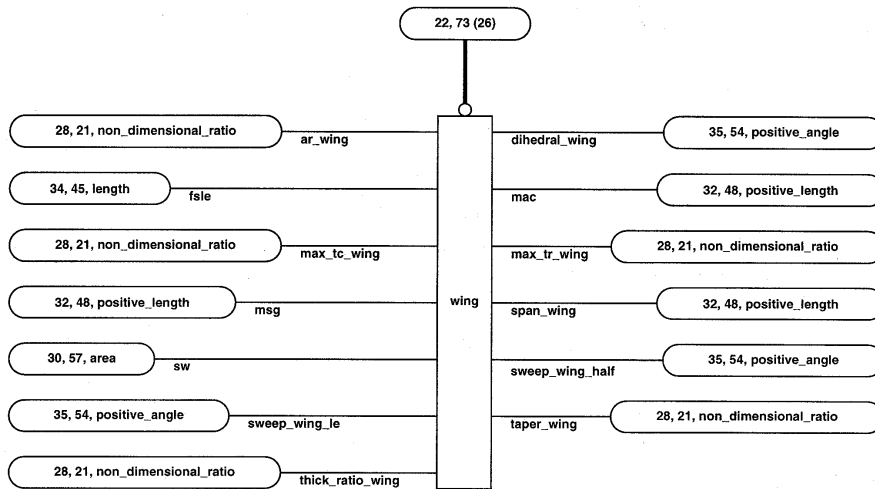 22, 73 (26)
28, 21, non_dimensional_ratio
ar_wing
dihedral_wing
35, 54, positive_angle
34, 45, length
fsle
mac
32, 48, positive_length
28, 21, non_dimensional_ratio
max_tc_wing
max_tr_wing
28, 21, non_dimensional_ratio
32, 48, positive_length
msg
wing
span_wing
32, 48, positive_length
30, 57, area
sw
sweep_wing_half
35, 54, positive_angle
35, 54, positive_angle
sweep_wing_le
taper_wing
28, 21, non_dimensional_ratio
28, 21, non_dimensional_ratio
thick_ratio_wing